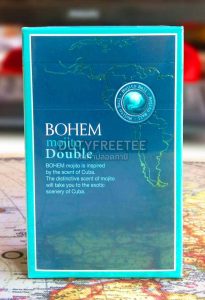 BOHEM
mojito
Double
BOHEM mojito is inspired
by the scent of Cuba.
The distinctive scent of mojito
will take you to the exotic
scenery of Cuba.